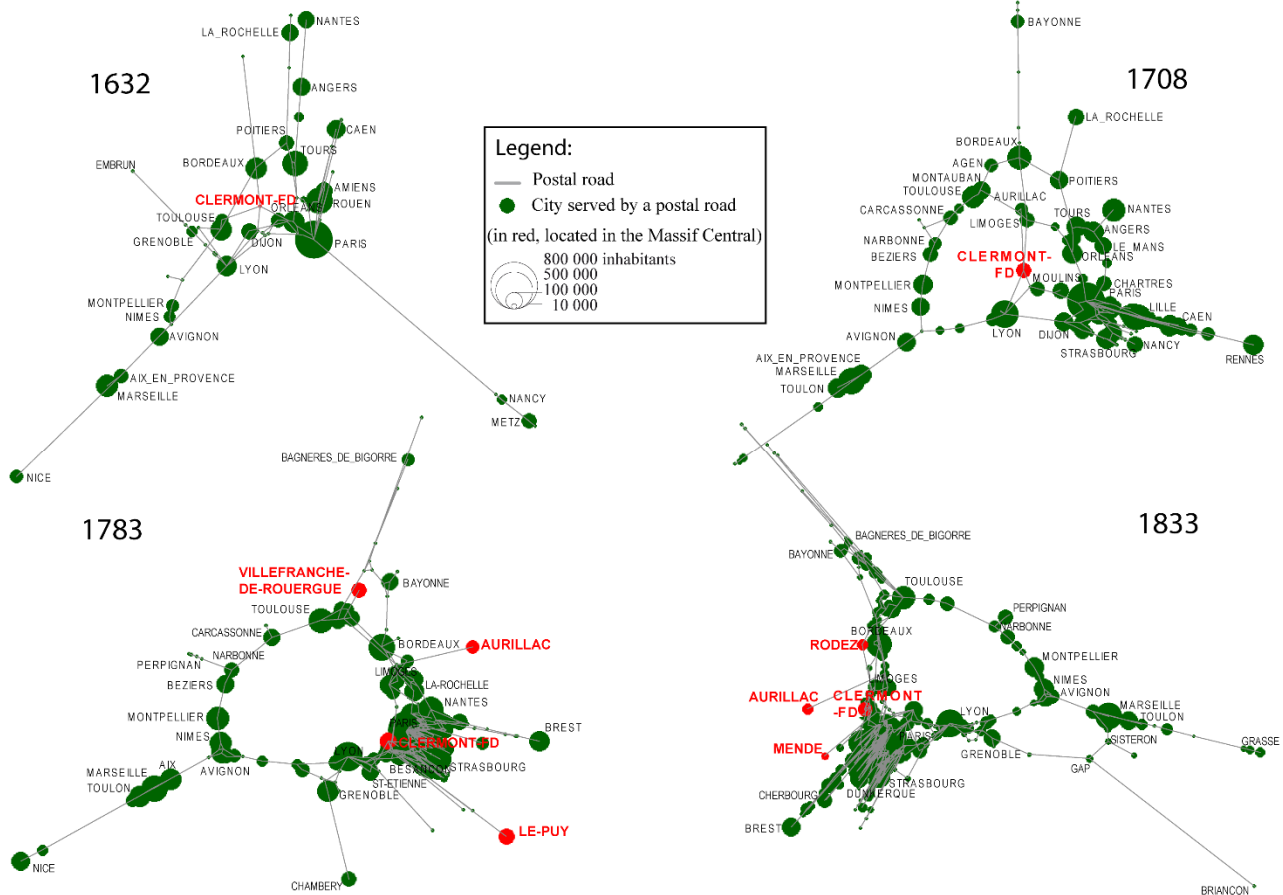 1632
NANTES
LA_ROCHELLE
ANGERS
CAEN
POITIERS
TOURS
EMBRUN
BORDEAUX
AMIENS
CLERMONT-FD
ORLEANS
ROUEN
TOULOUSE
GRENOBLE
DIJON
PARIS
LYON
MONTPELLIER
NIMES
AVIGNON
AIX_EN_PROVENCE
MARSEILLE
NANCY
METZ
NICE
Legend:
Postal road
City served by a postal road
(in red, located in the Massif Central)
800 000 inhabitants
500 000
100 000
10 000
1708
BAYONNE
LA_ROCHELLE
BORDEAUX
AGEN
MONTAUBAN
POITIERS
TOULOUSE
AURILLAC
CARCASSONNE
LIMOGES
TOURS
NANTES
ANGERS
NARBONNE
LE_MANS
BEZIERS
CLERMONT-
FD
ORLEANS
MONTPELLIER
MOULINS
CHARTRES
PARIS
NIMES
LILLE
CAEN
AVIGNON
LYON
DIJON
STRASBOURG
NANCY
RENNES
AIX_EN_PROVENCE
MARSEILLE
TOULON
1783
BAGNERES_DE_BIGORRE
VILLEFRANCHE-
DE-ROUERGUE
BAYONNE
TOULOUSE
CARCASSONNE
BORDEAUX
AURILLAC
PERPIGNAN
NARBONNE
LIMOGES
BEZIERS
LA-ROCHELLE
NANTES
MONTPELLIER
PARIS
BREST
NIMES
CLERMONT-FD
LYON
MARSEILLE
AIX
AVIGNON
BESANCON
STRASBOURG
TOULON
ST-ETIENNE
GRENOBLE
LE-PUY
NICE
CHAMBERY
1833
BAGNERES_DE_BIGORRE
BAYONNE
TOULOUSE
PERPIGNAN
NARBONNE
BORDEAUX
RODEZ
MONTPELLIER
LIMOGES
NIMES
AURILLAC
CLERMONT
-FD
AVIGNON
MARSEILLE
LYON
TOULON
PARIS
MENDE
GRENOBLE
SISTERON
GRASSE
STRASBOURG
GAP
CHERBOURG
DUNKERQUE
BREST
BRIANCON